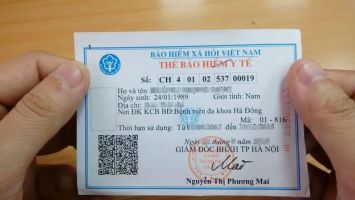 BẢO HIỂM XÃ HỘI VIỆT NAM
THẺ BẢO HIỂM Y TẾ
Số: CH 4 01 02 537 00019
Họ và tên
Ngày sinh: 24/01/1989 Giới tính: Nam
Địa chỉ:
Nơi ĐK KCB BĐ:Bệnh viện đa khoa Hà Đông
Mã: 01 - 816
Thời hạn sử dụng: Từ
Ngày
GIÁM ĐỐC BHXH TP HÀ NỘI
Nguyễn Thị Phương Mai